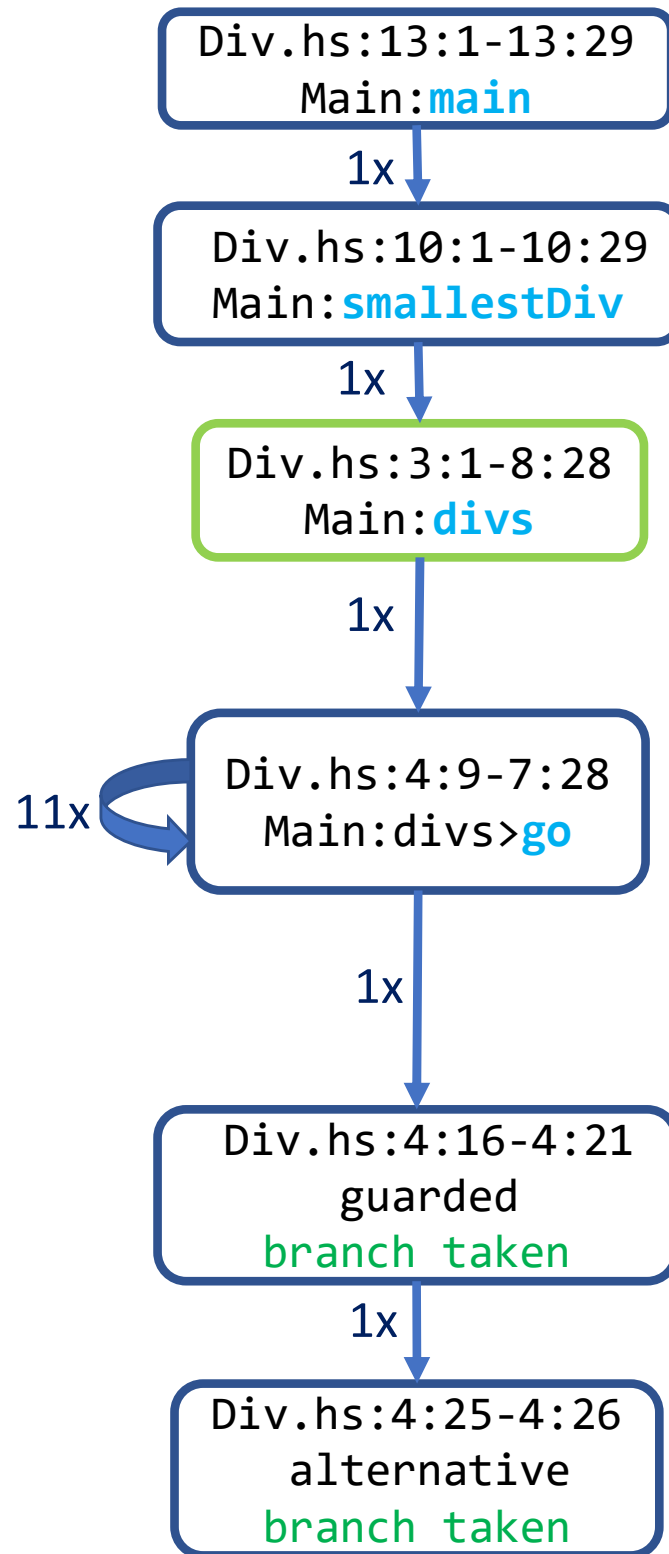 Div.hs:13:1-13:29
Main:main
1x
Div.hs:10:1-10:29
Main:smallestDiv
1x
Div.hs:3:1-8:28
Main:divs
1x
Div.hs:4:9-7:28
Main:divs>go
11x
1x
Div.hs:4:16-4:21
guarded
branch taken
1x
Div.hs:4:25-4:26
alternative
branch taken